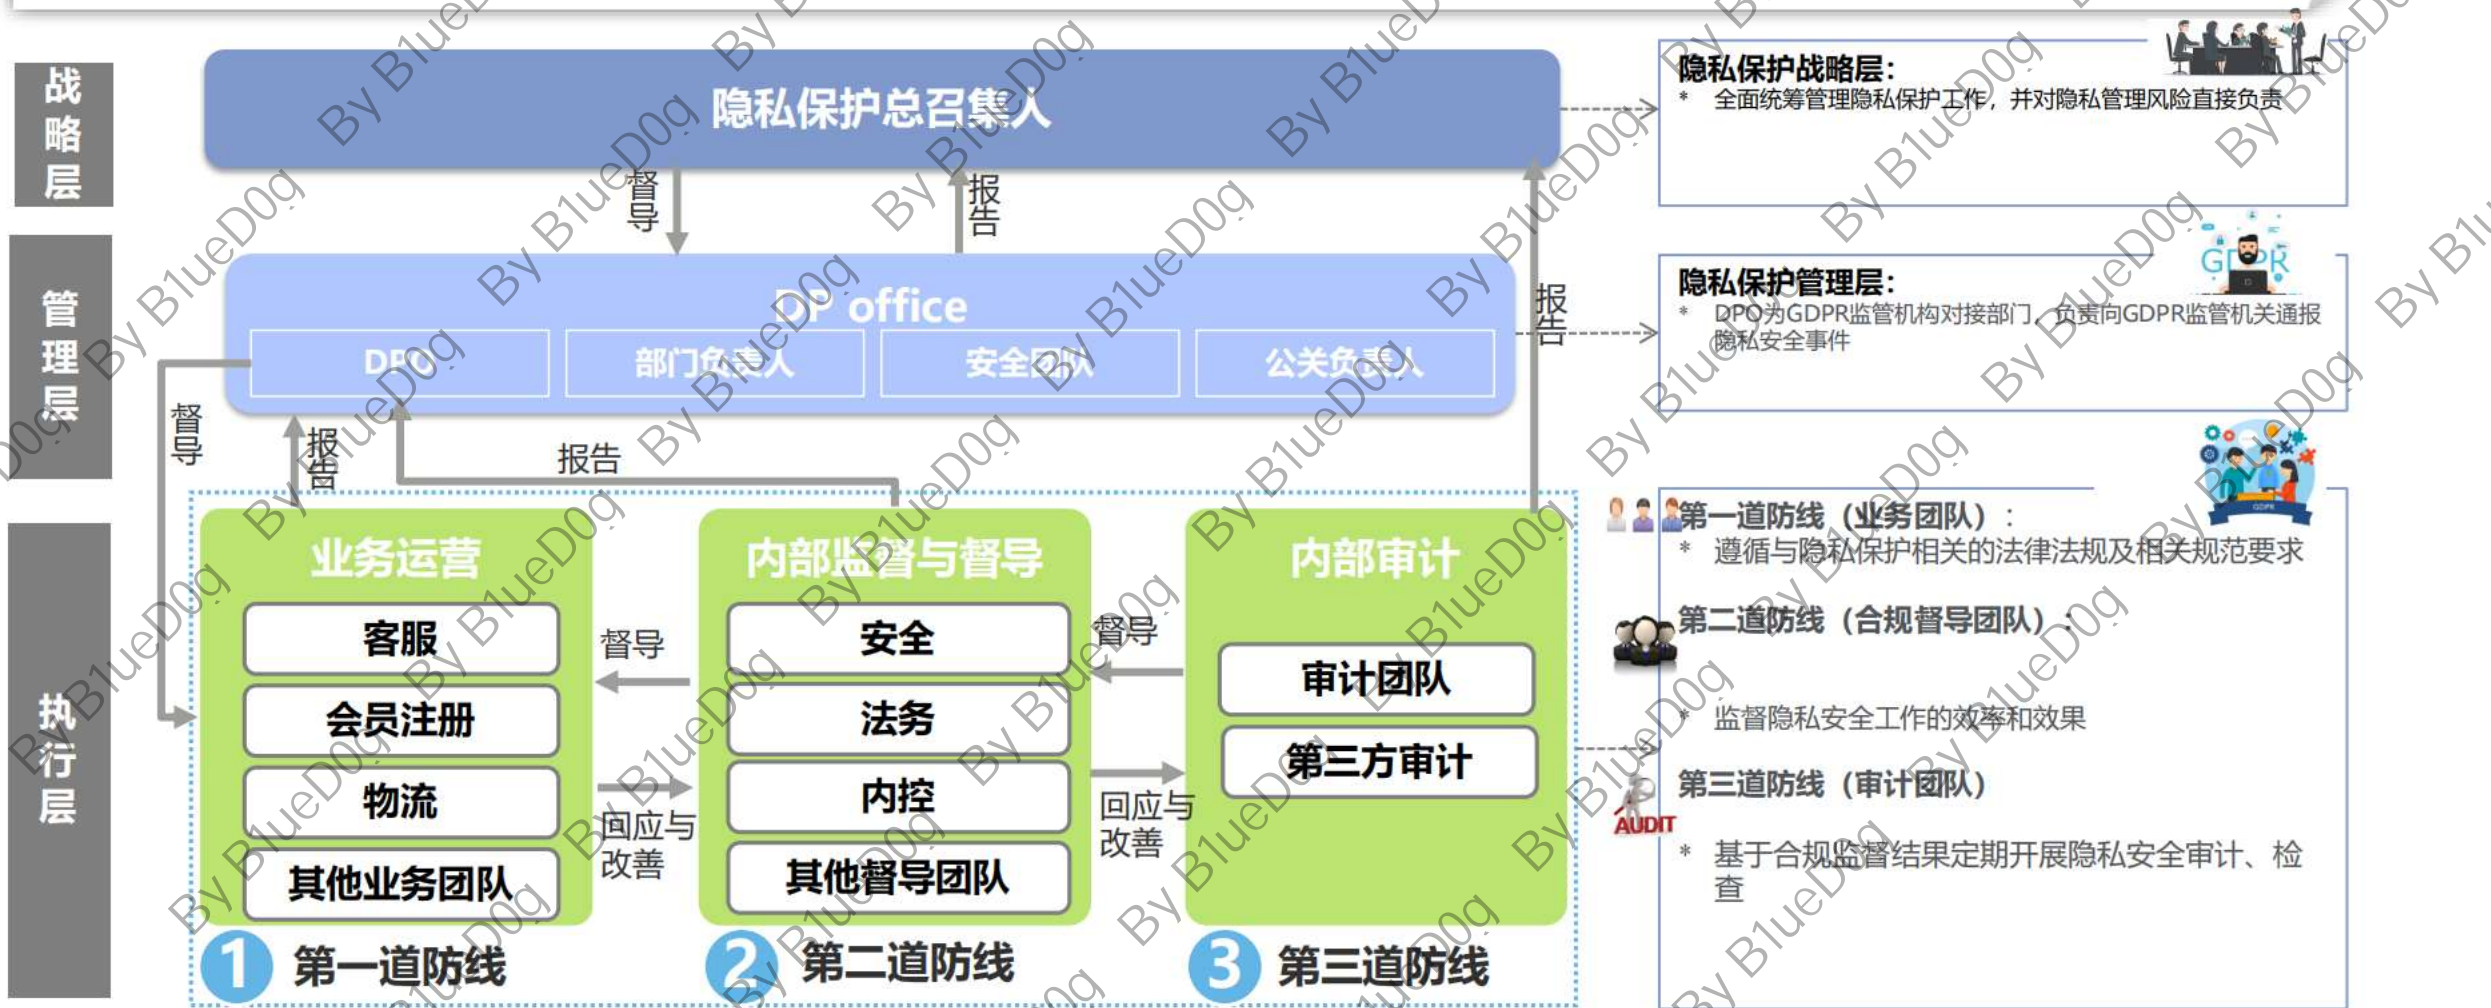 战略层
隐私保护总召集人
隐私保护战略层：
* 全面统筹管理隐私保护工作，并对隐私管理风险直接负责
督导
报告
报告
管理层
DP office
DPO
部门负责人
安全团队
公关负责人
GDPR
隐私保护管理层：
* DPO为GDPR监管机构对接部门，负责向GDPR监管机关通报
隐私安全事件
督导
报告
报告
执行层
业务运营
客服
会员注册
物流
其他业务团队
1 第一道防线
督导
回应与
改善
内部监督与督导
安全
法务
内控
其他督导团队
2 第二道防线
督导
回应与
改善
内部审计
审计团队
第三方审计
3 第三道防线
GDPR
第一道防线（业务团队）：
* 遵循与隐私保护相关的法律法规及相关规范要求
第二道防线（合规督导团队）：
* 监督隐私安全工作的效率和效果
第三道防线（审计团队）
AUDIT
* 基于合规监督结果定期开展隐私安全审计、检
查
By B1ueD0g